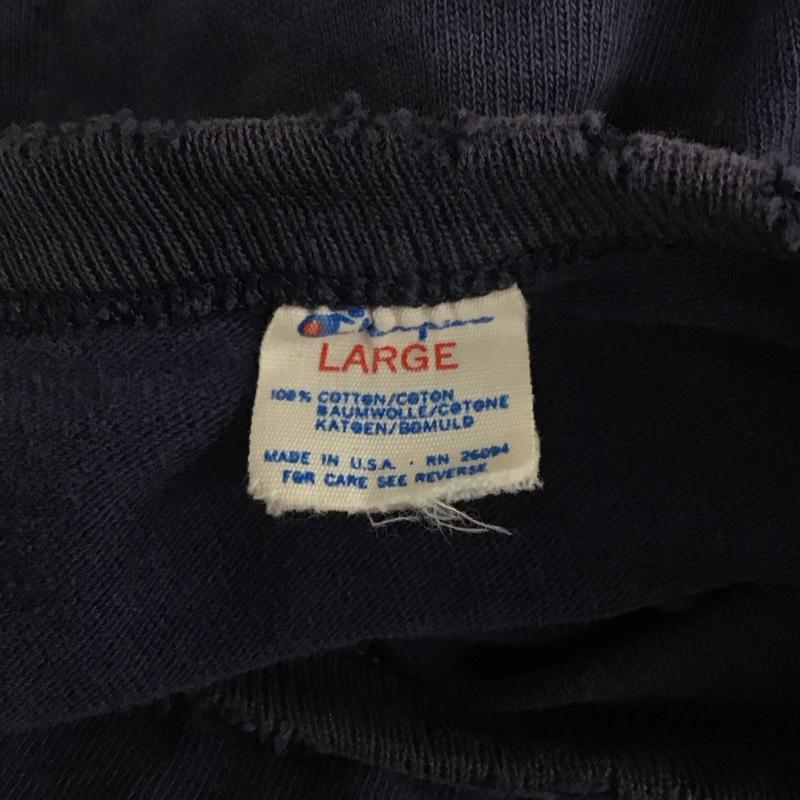 Champion
LARGE
100% COTTON/COTON
BAUMWOLLE/COTONE
KATOEN/BOMULD
MADE IN U.S.A. · RN 26094
FOR CARE SEE REVERSE